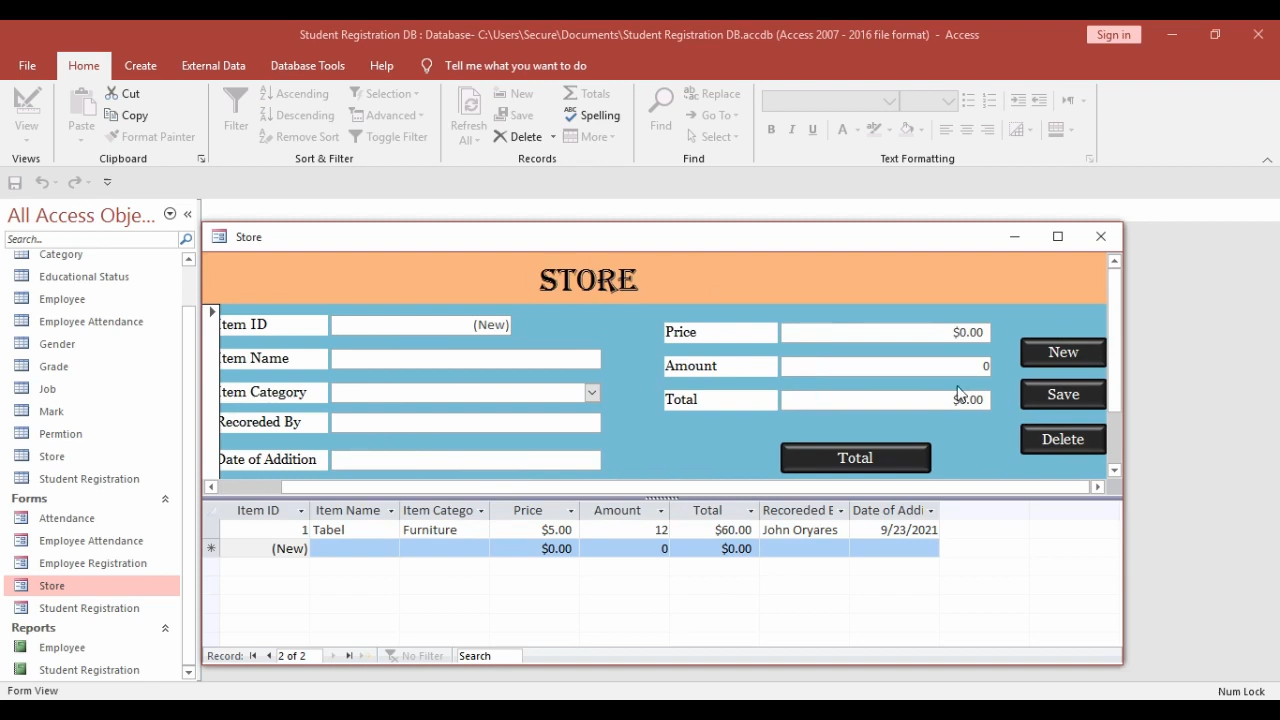 Student Registration DB : Database- C:\Users\Secure\Documents\Student Registration DB.accdb (Access 2007 - 2016 file format) - Access
Sign in
File Home Create External Data Database Tools Help Tell me what you want to do
View
Views
Paste
Cut
Copy
Format Painter
Clipboard
Filter
Ascending
Descending
Remove Sort
Selection
Advanced
Toggle Filter
Sort & Filter
Refresh
All
New
Save
Delete
Totals
Spelling
More
Records
Find
Replace
Go To
Select
Find
B I U A
Text Formatting
All Access Obje...
Search...
Category
Educational Status
Employee
Employee Attendance
Gender
Grade
Job
Mark
Permtion
Store
Student Registration
Forms
Attendance
Employee Attendance
Employee Registration
Store
Student Registration
Reports
Employee
Student Registration
Store
STORE
Item ID (New)
Item Name
Item Category
Recoreded By
Date of Addition
Price $0.00
Amount 0
Total $0.00
Total
New
Save
Delete
Item ID Item Name Item Catego Price Amount Total Recoreded E Date of Addi
1 Tabel Furniture $5.00 12 $60.00 John Oryares 9/23/2021
(New) $0.00 0 $0.00
Record: 2 of 2 No Filter Search
Form View
Num Lock